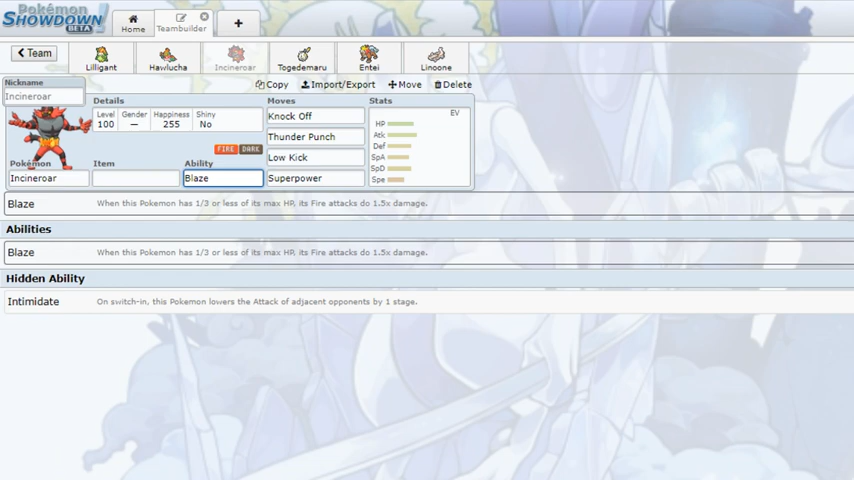 Pokémon
SHOWDOWN!
BETA
Home
Teambuilder
+
< Team
Lilligant
Hawlucha
Incineroar
Togedemaru
Entei
Linoone
Copy
Import/Export
Move
Delete
Nickname
Incineroar
Details
Level Gender Happiness Shiny
100 — 255 No
FIRE DARK
Pokémon
Incineroar
Item
Ability
Blaze
Moves
Knock Off
Thunder Punch
Low Kick
Superpower
Stats
EV
HP
Atk
Def
SpA
SpD
Spe
Blaze When this Pokemon has 1/3 or less of its max HP, its Fire attacks do 1.5x damage.
Abilities
Blaze When this Pokemon has 1/3 or less of its max HP, its Fire attacks do 1.5x damage.
Hidden Ability
Intimidate On switch-in, this Pokemon lowers the Attack of adjacent opponents by 1 stage.